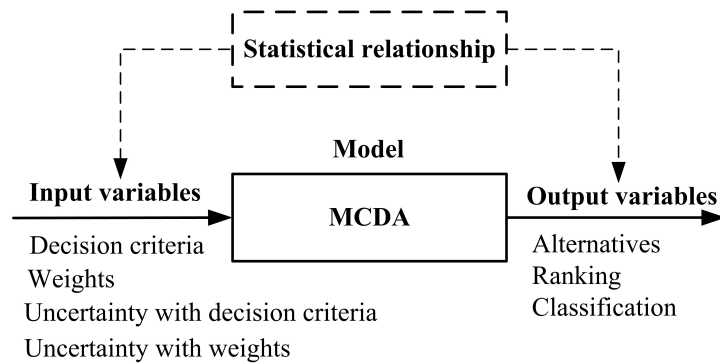 Statistical relationship
Model
Input variables
MCDA
Output variables
Decision criteria
Weights
Uncertainty with decision criteria
Uncertainty with weights
Alternatives
Ranking
Classification